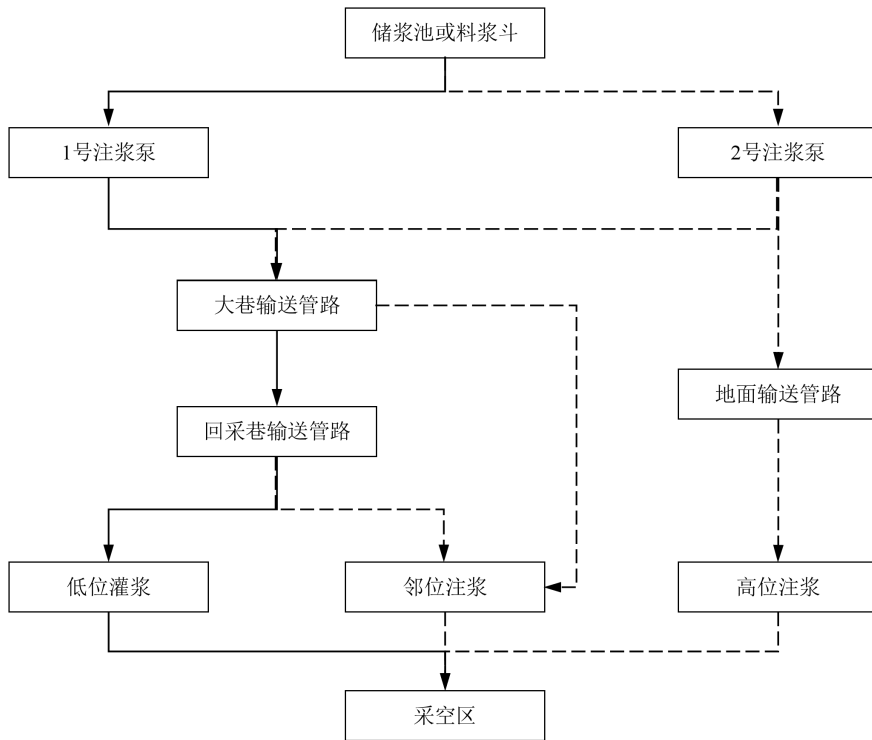 储浆池或料浆斗
1号注浆泵
2号注浆泵
大巷输送管路
地面输送管路
回采巷输送管路
低位灌浆
邻位注浆
高位注浆
采空区